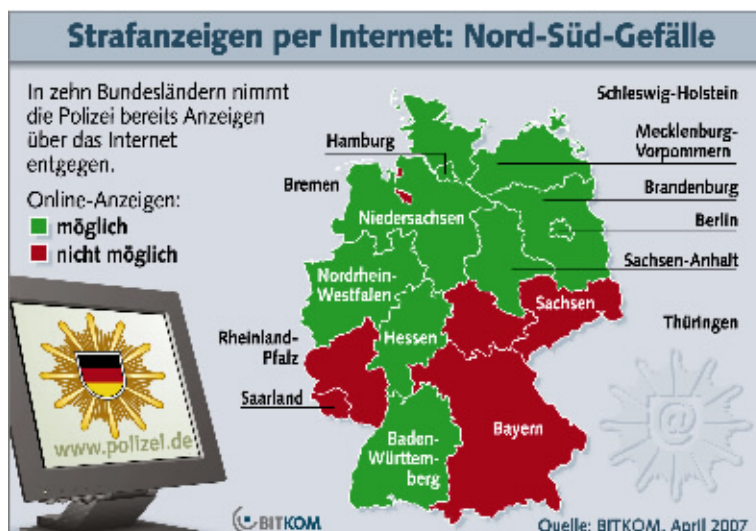 Strafanzeigen per Internet: Nord-Süd-Gefälle
In zehn Bundesländern nimmt
die Polizei bereits Anzeigen
über das Internet
entgegen.
Online-Anzeigen:
möglich
nicht möglich
Schleswig-Holstein
Hamburg
Mecklenburg-
Vorpommern
Bremen
Brandenburg
Niedersachsen
Berlin
Sachsen-Anhalt
Nordrhein-
Westfalen
Sachsen
Hessen
Thüringen
Rheinland-
Pfalz
Saarland
Bayern
Baden-
Württem-
berg
www.polizei.de
@
BITKOM
Quelle: BITKOM, April 2007